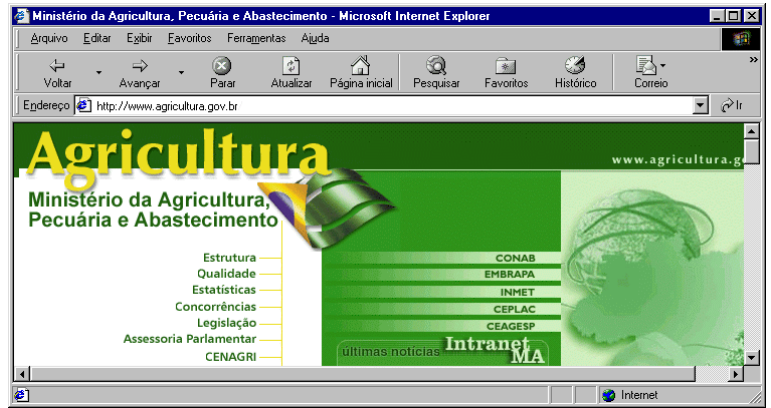 Ministério da Agricultura, Pecuária e Abastecimento - Microsoft Internet Explorer
Arquivo Editar Exibir Favoritos Ferramentas Ajuda
Voltar Avançar Parar Atualizar Página inicial Pesquisar Favoritos Histórico Correio »
Endereço http://www.agricultura.gov.br Ir
Agricultura
www.agricultura.g
Ministério da Agricultura,
Pecuária e Abastecimento
Estrutura
Qualidade
Estatísticas
Concorrências
Legislação
Assessoria Parlamentar
CENAGRI
CONAB
EMBRAPA
INMET
CEPLAC
CEAGESP
últimas notícias Intranet
MA
Internet